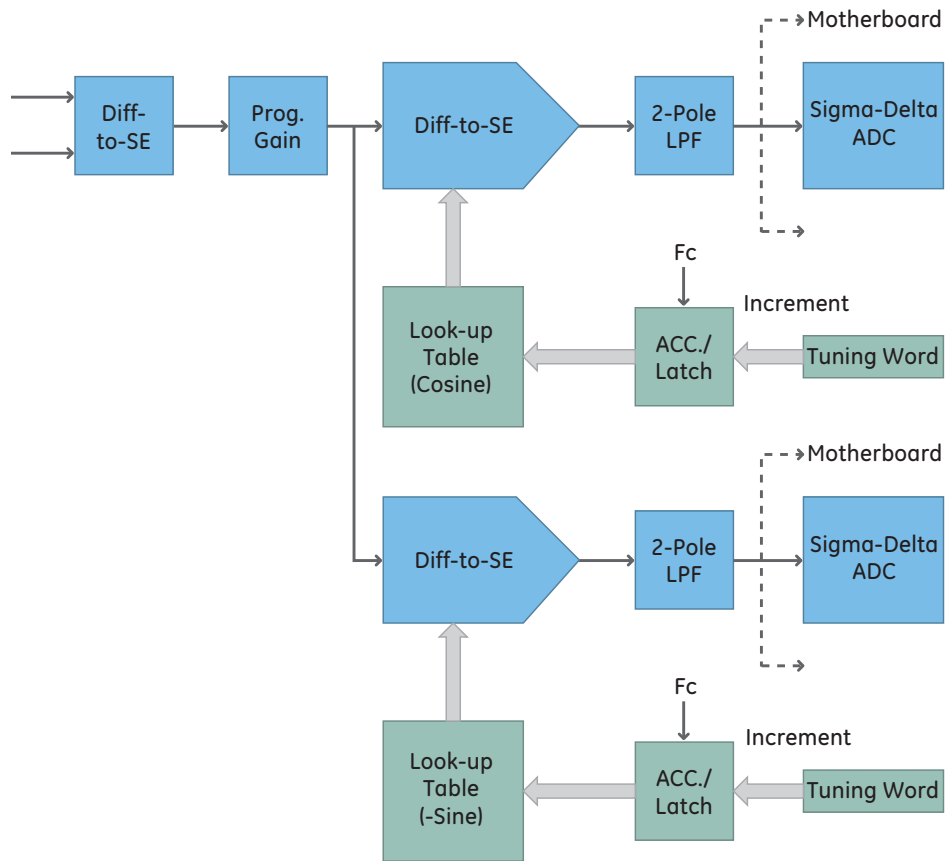 Motherboard
Diff-
to-SE
Prog.
Gain
Diff-to-SE
2-Pole
LPF
Sigma-Delta
ADC
Fc
Increment
Look-up
Table
(Cosine)
ACC./
Latch
Tuning Word
Motherboard
Diff-to-SE
2-Pole
LPF
Sigma-Delta
ADC
Fc
Increment
Look-up
Table
(-Sine)
ACC./
Latch
Tuning Word